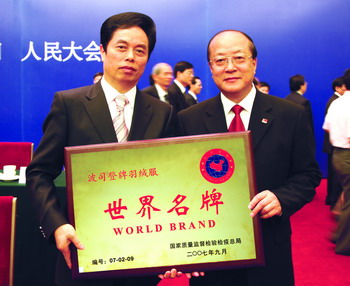 人民大会
波司登牌羽绒服
世界名牌
WORLD BRAND
国家质量监督检验检疫总局
编号：07-02-09
二〇〇七年九月